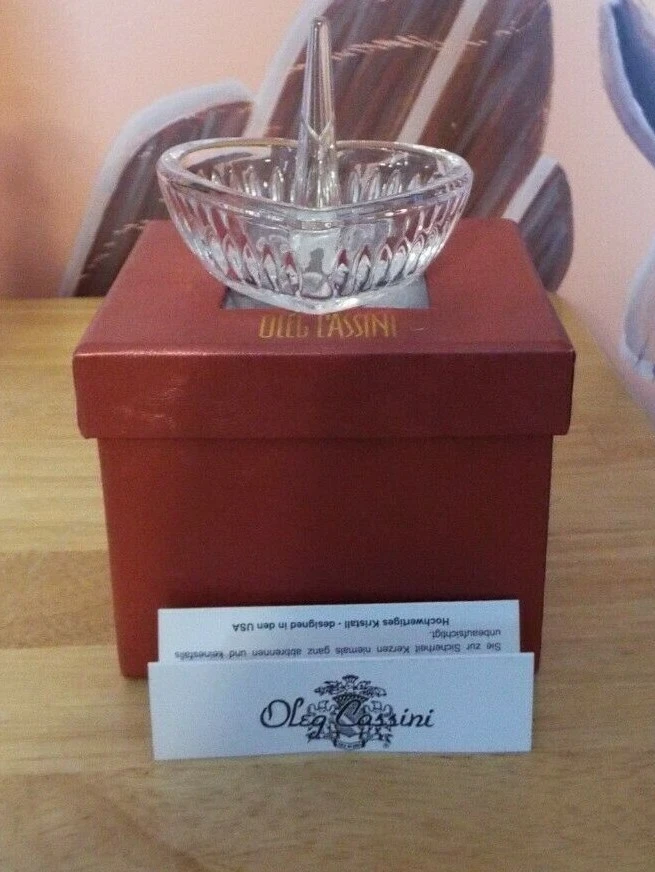 OLEG CASSINI
Sie zur Sicherheit Kerzen niemals ganz abbrennen und keinesfalls
unbeaufsichtigt.
Hochwertiges Kristall - designed in den USA
Oleg Cassini